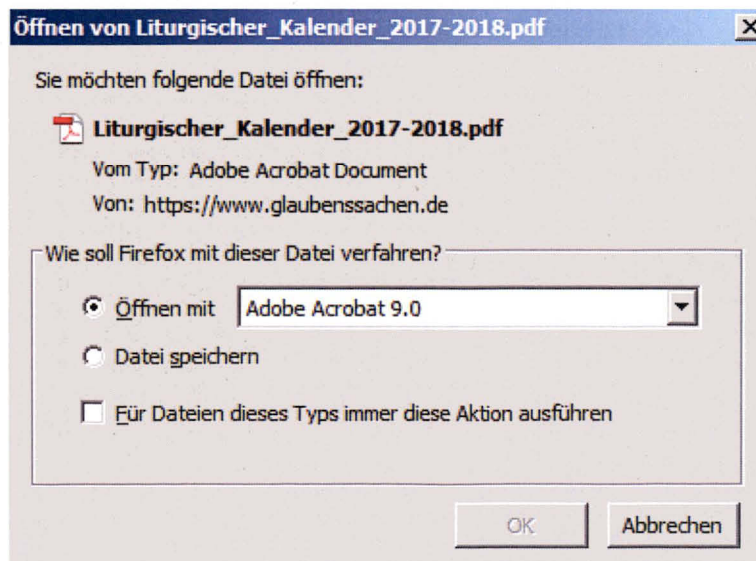 Öffnen von Liturgischer_Kalender_2017-2018.pdf
Sie möchten folgende Datei öffnen:
Liturgischer_Kalender_2017-2018.pdf
Vom Typ: Adobe Acrobat Document
Von: https://www.glaubenssachen.de
Wie soll Firefox mit dieser Datei verfahren?
Öffnen mit Adobe Acrobat 9.0
Datei speichern
Für Dateien dieses Typs immer diese Aktion ausführen
OK Abbrechen